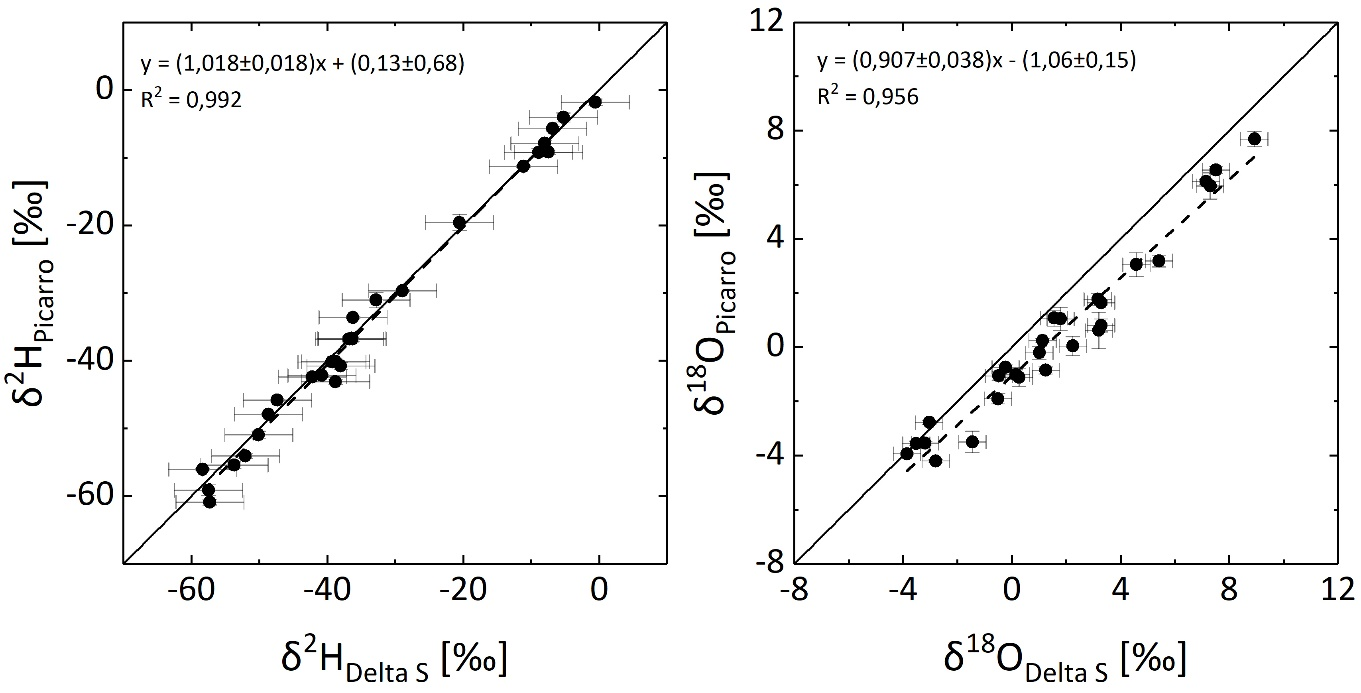 y = (1,018±0,018)x + (0,13±0,68)
R² = 0,992
0
-20
-40
-60
-60
-40
-20
0
δ²H_Picarro [‰]
δ²H_Delta S [‰]
y = (0,907±0,038)x - (1,06±0,15)
R² = 0,956
12
8
4
0
-4
-8
-8
-4
0
4
8
12
δ¹⁸O_Picarro [‰]
δ¹⁸O_Delta S [‰]